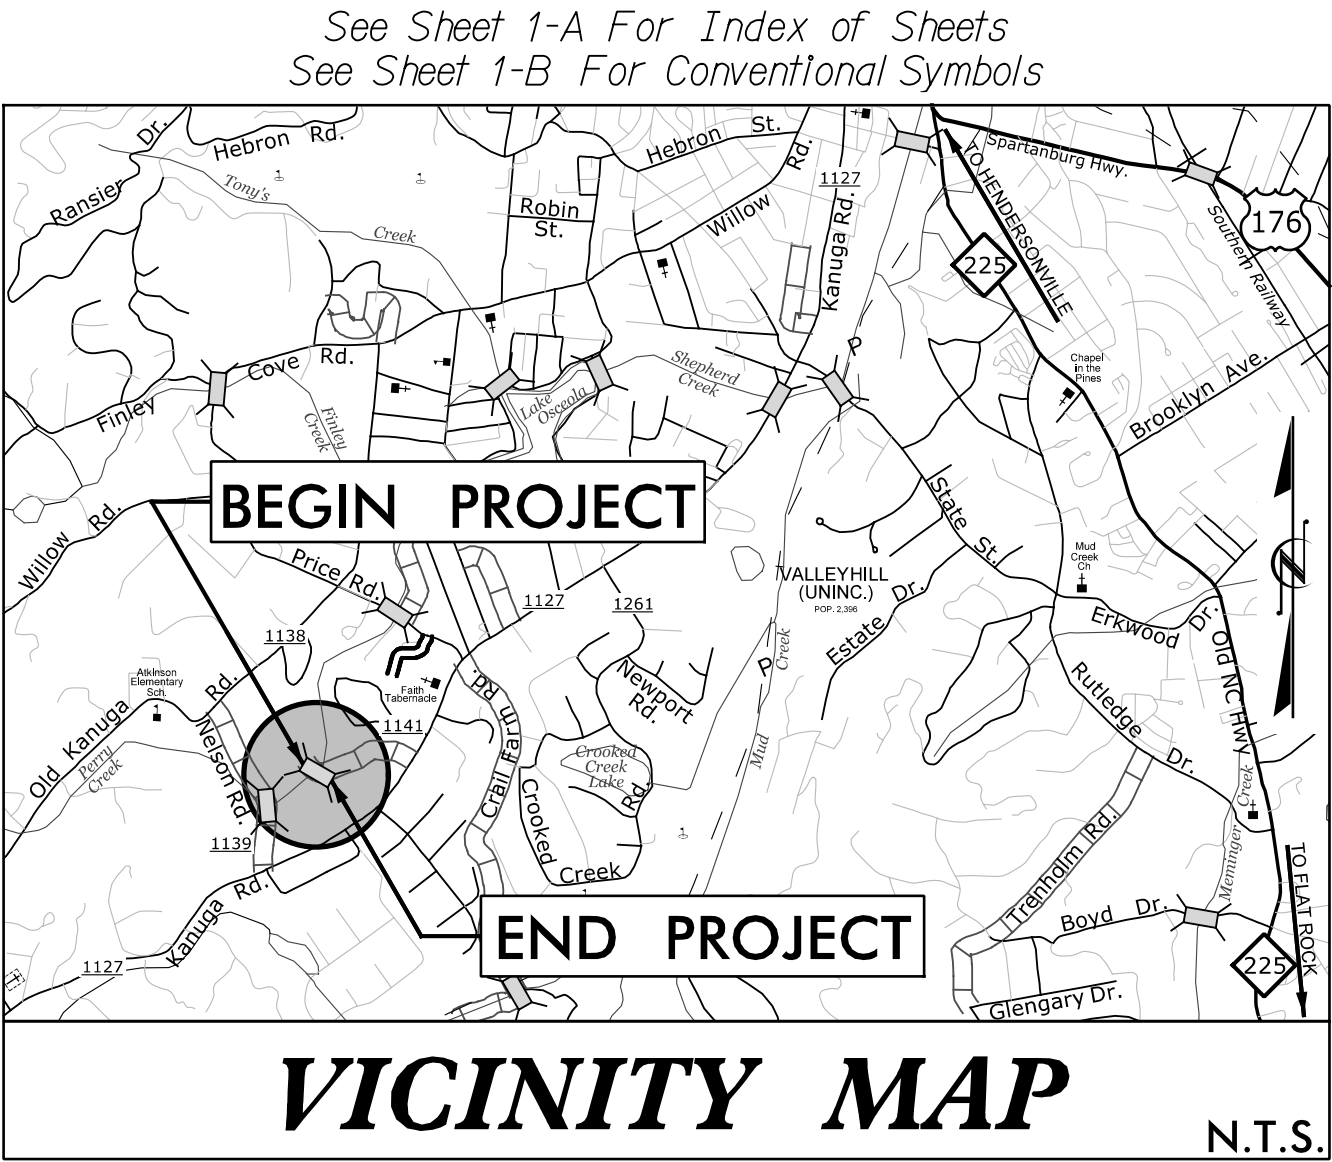 See Sheet 1-A For Index of Sheets
See Sheet 1-B For Conventional Symbols
Ransier Dr.
Hebron Rd.
Hebron St.
Tony's
Creek
Robin
St.
Willow Rd.
1127
Kanuga Rd.
Spartanburg Hwy.
TO HENDERSONVILLE
225
176
Southern Railway
Finley Cove Rd.
Finley
Creek
Lake
Osceola
Shepherd
Creek
P
Chapel
in the
Pines
Brooklyn Ave.
Willow Rd.
BEGIN PROJECT
State St.
Price Rd.
1127
1261
1138
VALLEYHILL
(UNINC.)
POP. 2,396
Mud
Creek
Ch
Estate Dr.
Erkwood Dr.
Old NC Hwy
P
Mud Creek
N
Atkinson
Elementary
Sch.
Old Kanuga Rd.
Perry
Creek
Nelson Rd.
Faith
Tabernacle
1141
Crail Farm Rd.
Newport
Rd.
Crooked
Creek
Lake
Crooked Creek Rd.
Rutledge Dr.
1139
Kanuga Rd.
1127
Trenholm Rd.
Meminger Creek
TO FLAT ROCK
Boyd Dr.
END PROJECT
225
Glengary Dr.
VICINITY MAP
N.T.S.